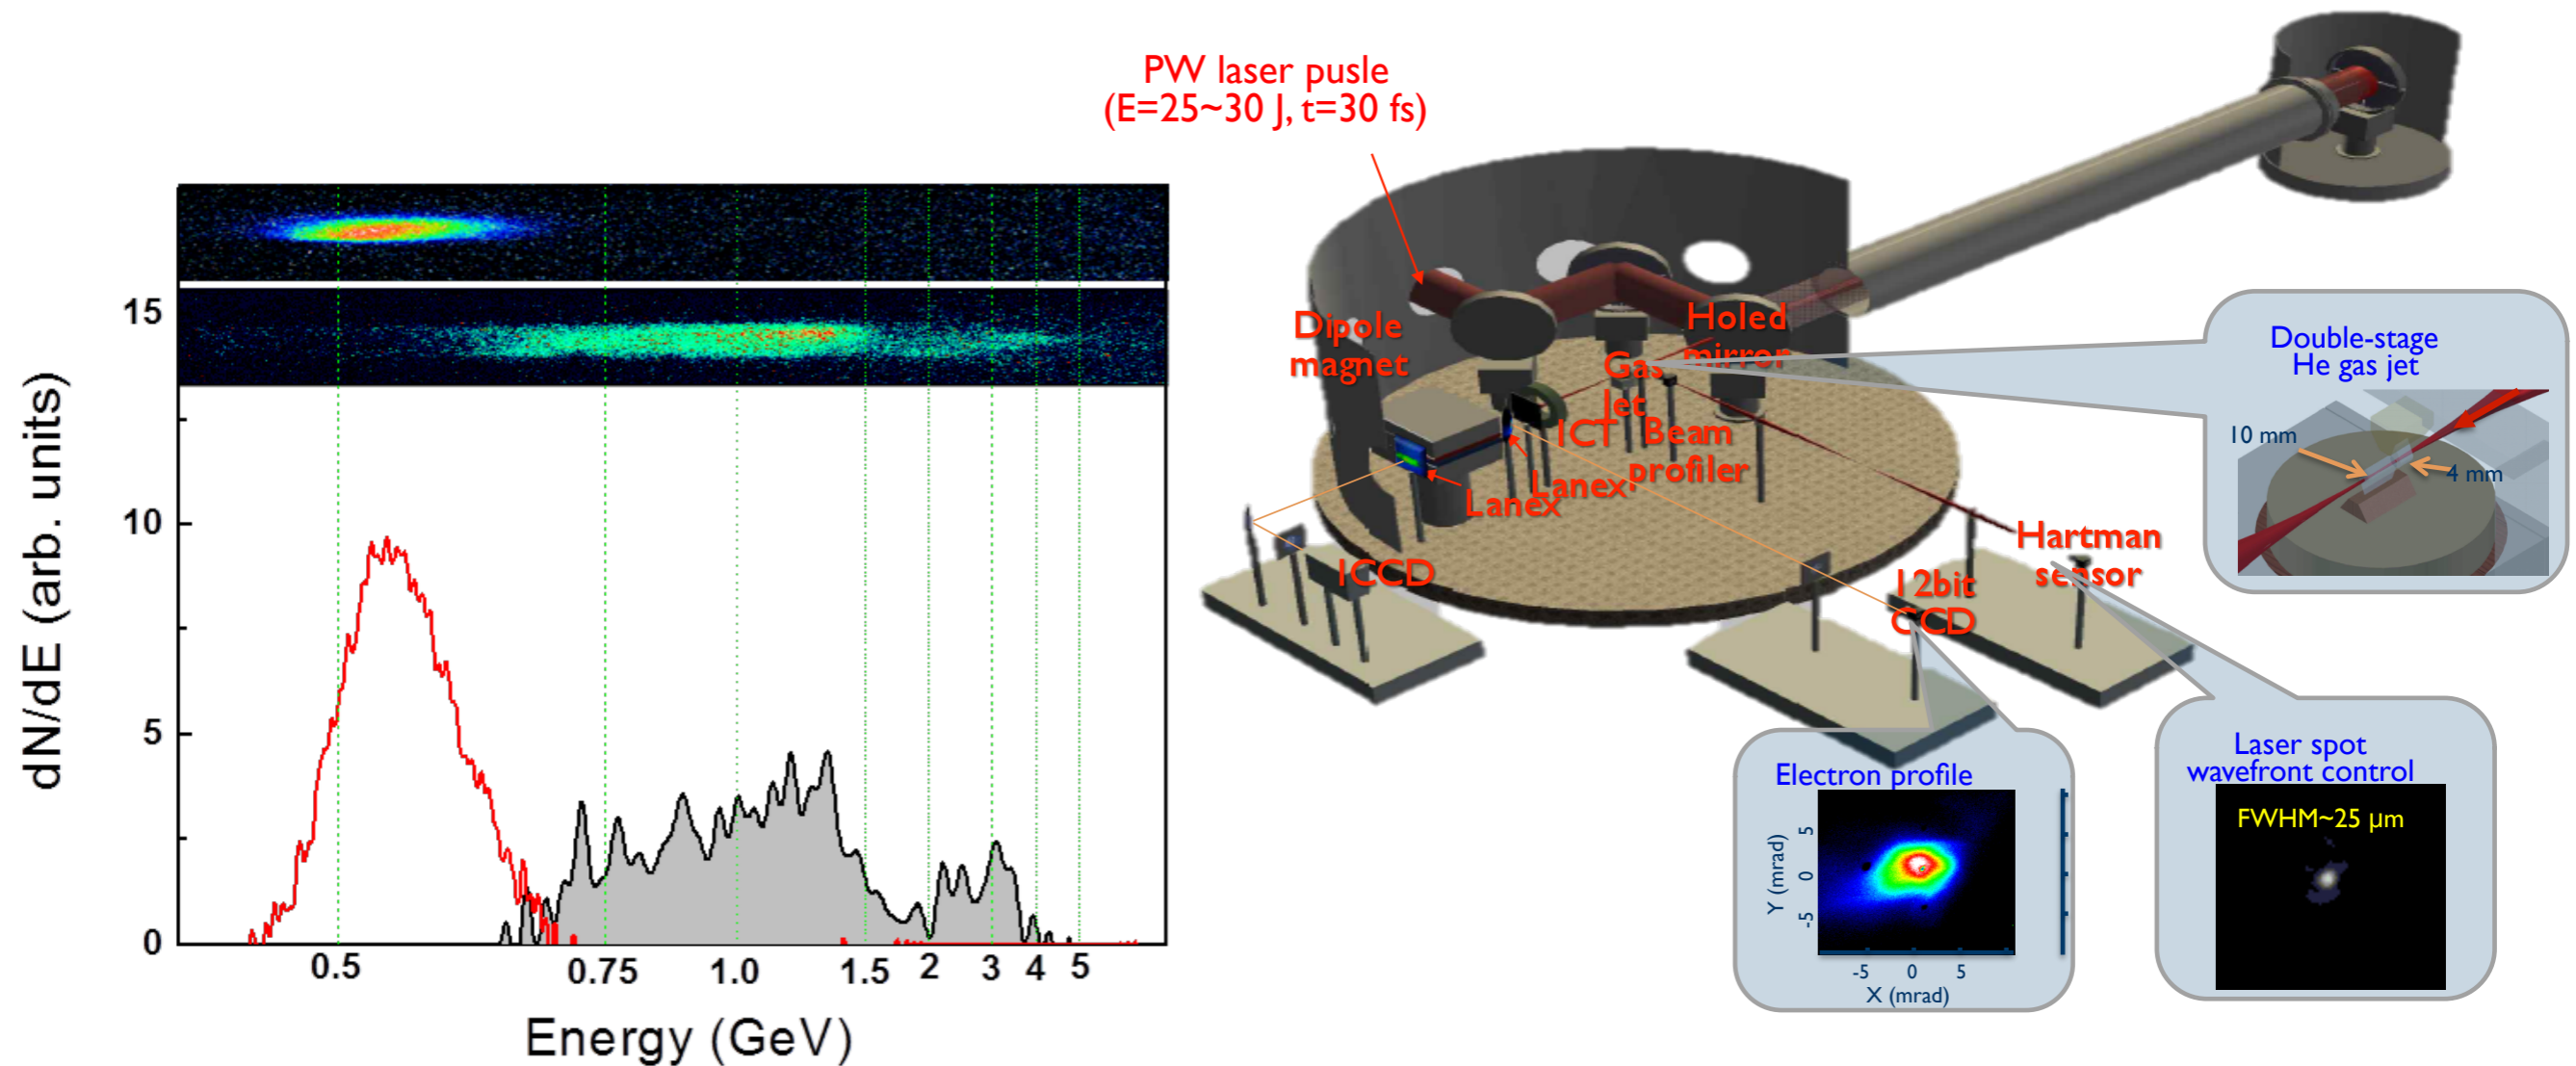 PW laser pusle
(E=25~30 J, t=30 fs)
15
10
5
0
dN/dE (arb. units)
0.5
0.75
1.0
1.5
2
3
4
5
Energy (GeV)
Dipole
magnet
Holed
mirror
Gas
Jet
ICT
Beam
profiler
Lanex
Lanex
ICCD
12bit
CCD
Hartman
sensor
Double-stage
He gas jet
10 mm
4 mm
Electron profile
Y (mrad)
5
0
-5
-5
0
5
X (mrad)
Laser spot
wavefront control
FWHM~25 µm